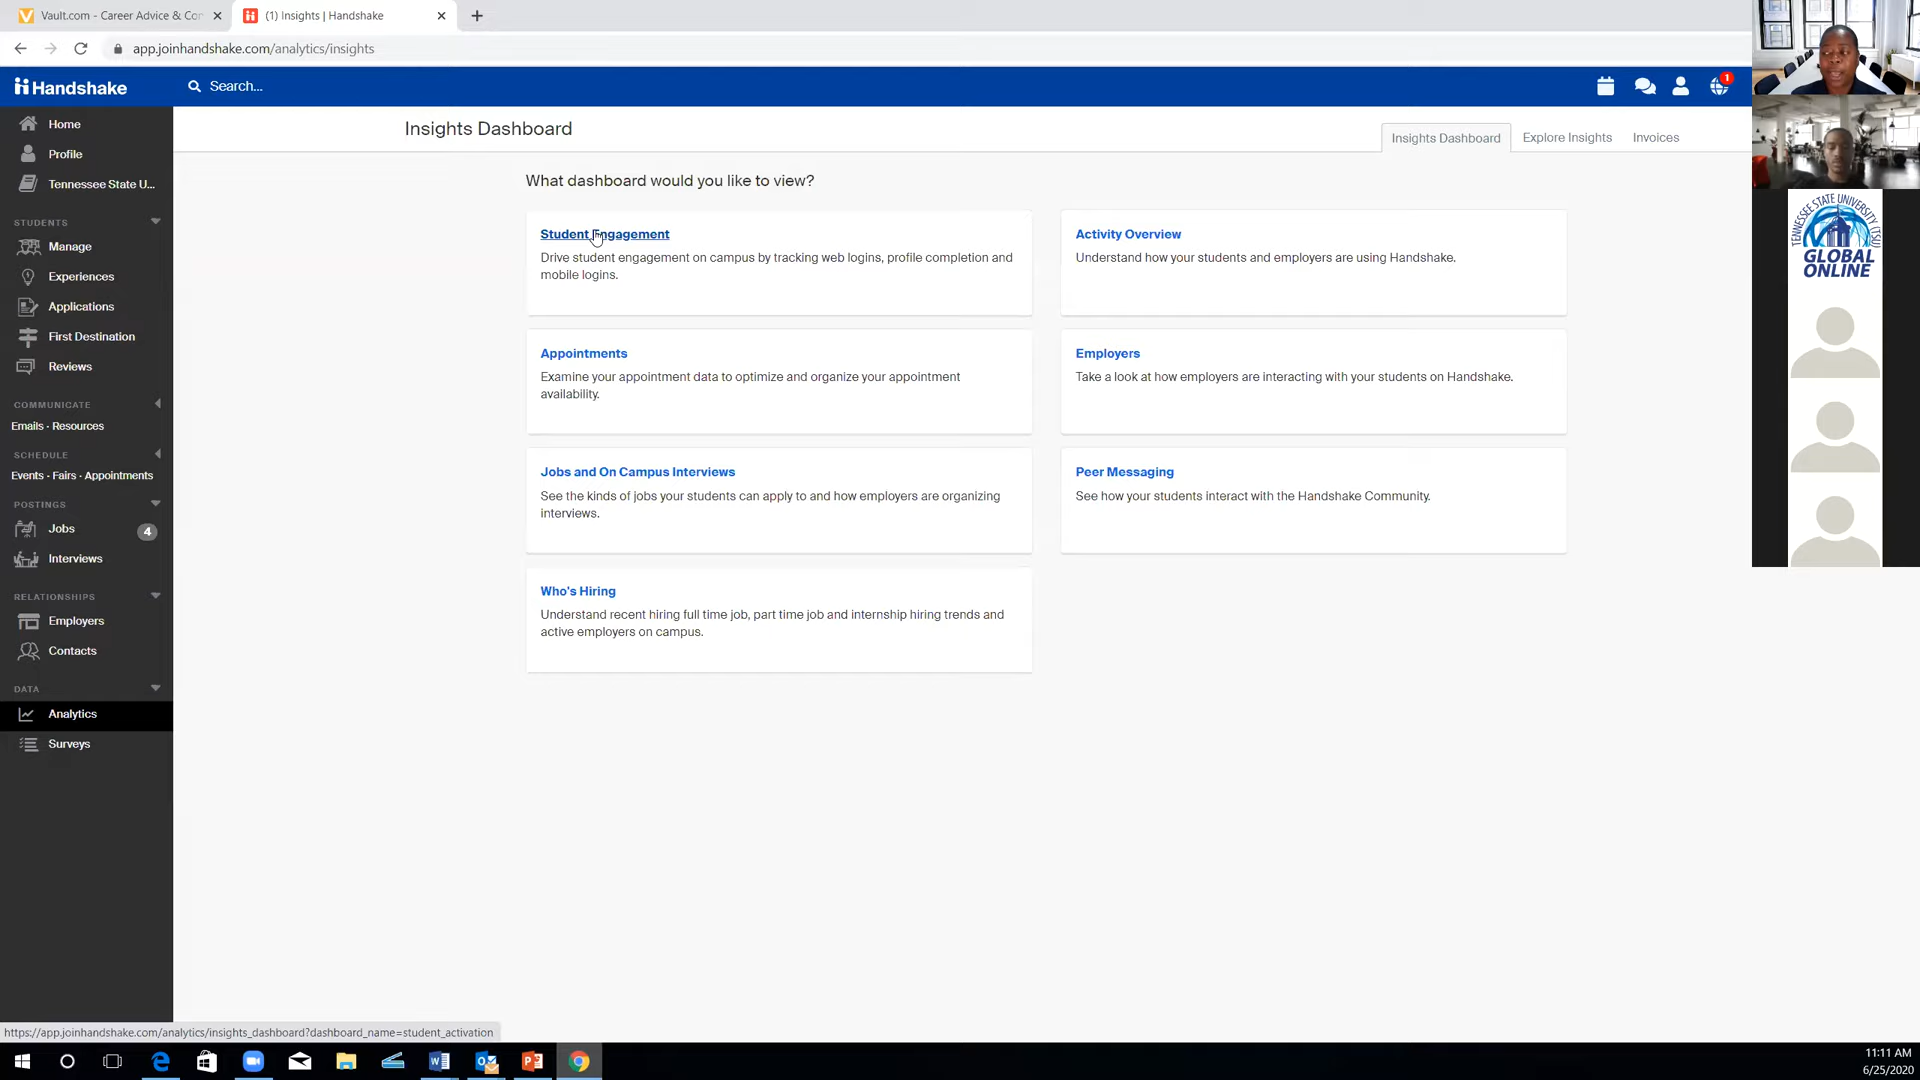 Vault.com - Career Advice & Cor
(1) Insights | Handshake
app.joinhandshake.com/analytics/insights
Handshake
Search...
1
Home
Profile
Tennessee State U...
STUDENTS
Manage
Experiences
Applications
First Destination
Reviews
COMMUNICATE
Emails · Resources
SCHEDULE
Events · Fairs · Appointments
POSTINGS
Jobs
4
Interviews
RELATIONSHIPS
Employers
Contacts
DATA
Analytics
Surveys
Insights Dashboard
Insights Dashboard
Explore Insights
Invoices
What dashboard would you like to view?
Student Engagement
Drive student engagement on campus by tracking web logins, profile completion and
mobile logins.
Activity Overview
Understand how your students and employers are using Handshake.
Appointments
Examine your appointment data to optimize and organize your appointment
availability.
Employers
Take a look at how employers are interacting with your students on Handshake.
Jobs and On Campus Interviews
See the kinds of jobs your students can apply to and how employers are organizing
interviews.
Peer Messaging
See how your students interact with the Handshake Community.
Who's Hiring
Understand recent hiring full time job, part time job and internship hiring trends and
active employers on campus.
TENNESSEE STATE UNIVERSITY (TSU)
GLOBAL
ONLINE
https://app.joinhandshake.com/analytics/insights_dashboard?dashboard_name=student_activation
11:11 AM
6/25/2020